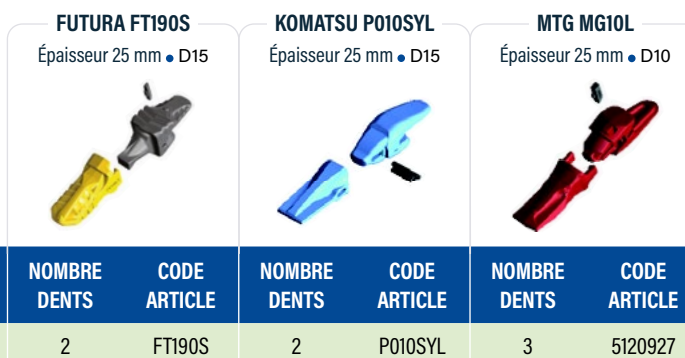 FUTURA FT190S
Épaisseur 25 mm • D15
KOMATSU P010SYL
Épaisseur 25 mm • D15
MTG MG10L
Épaisseur 25 mm • D10
NOMBRE DENTS CODE ARTICLE NOMBRE DENTS CODE ARTICLE NOMBRE DENTS CODE ARTICLE
2 FT190S 2 P010SYL 3 5120927